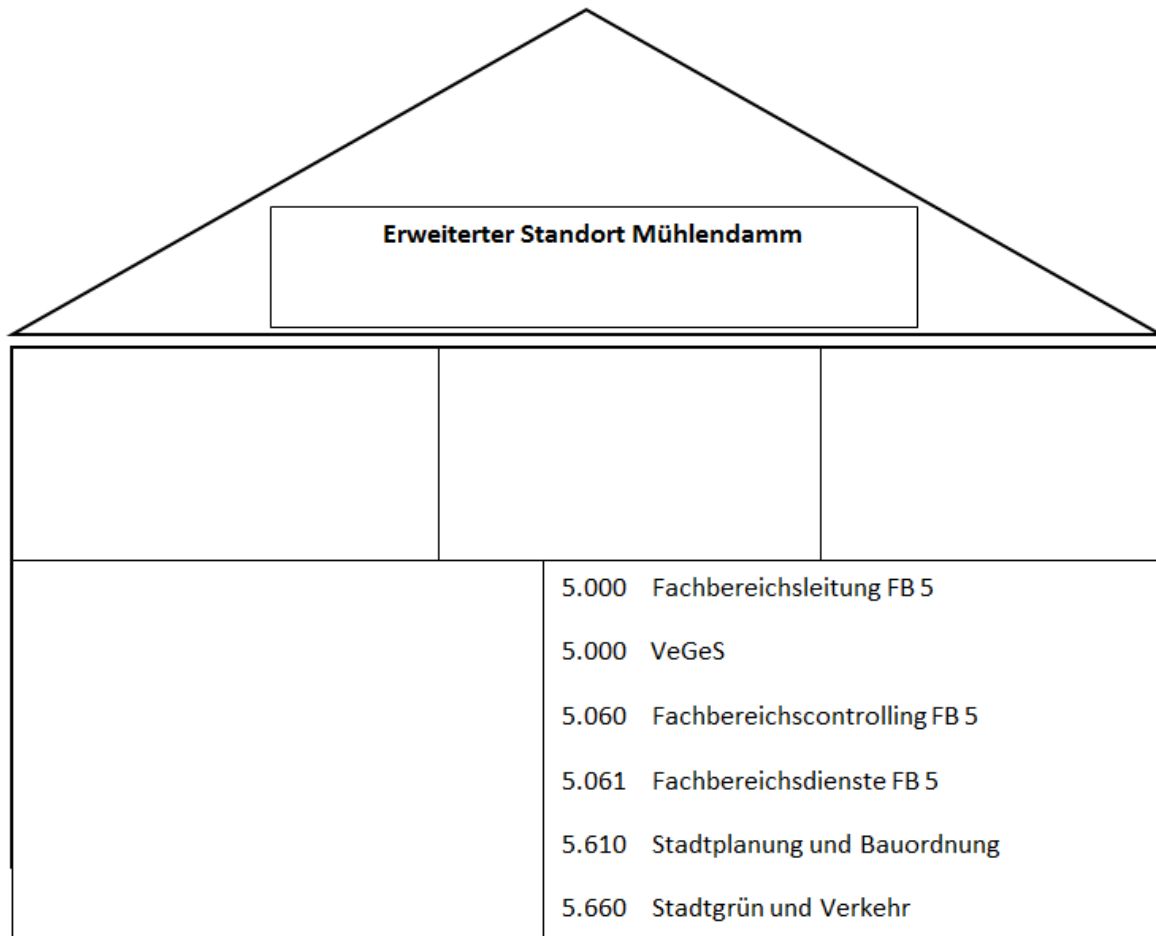 Erweiterter Standort Mühlendamm
5.000 Fachbereichsleitung FB 5
5.000 VeGeS
5.060 Fachbereichscontrolling FB 5
5.061 Fachbereichsdienste FB 5
5.610 Stadtplanung und Bauordnung
5.660 Stadtgrün und Verkehr